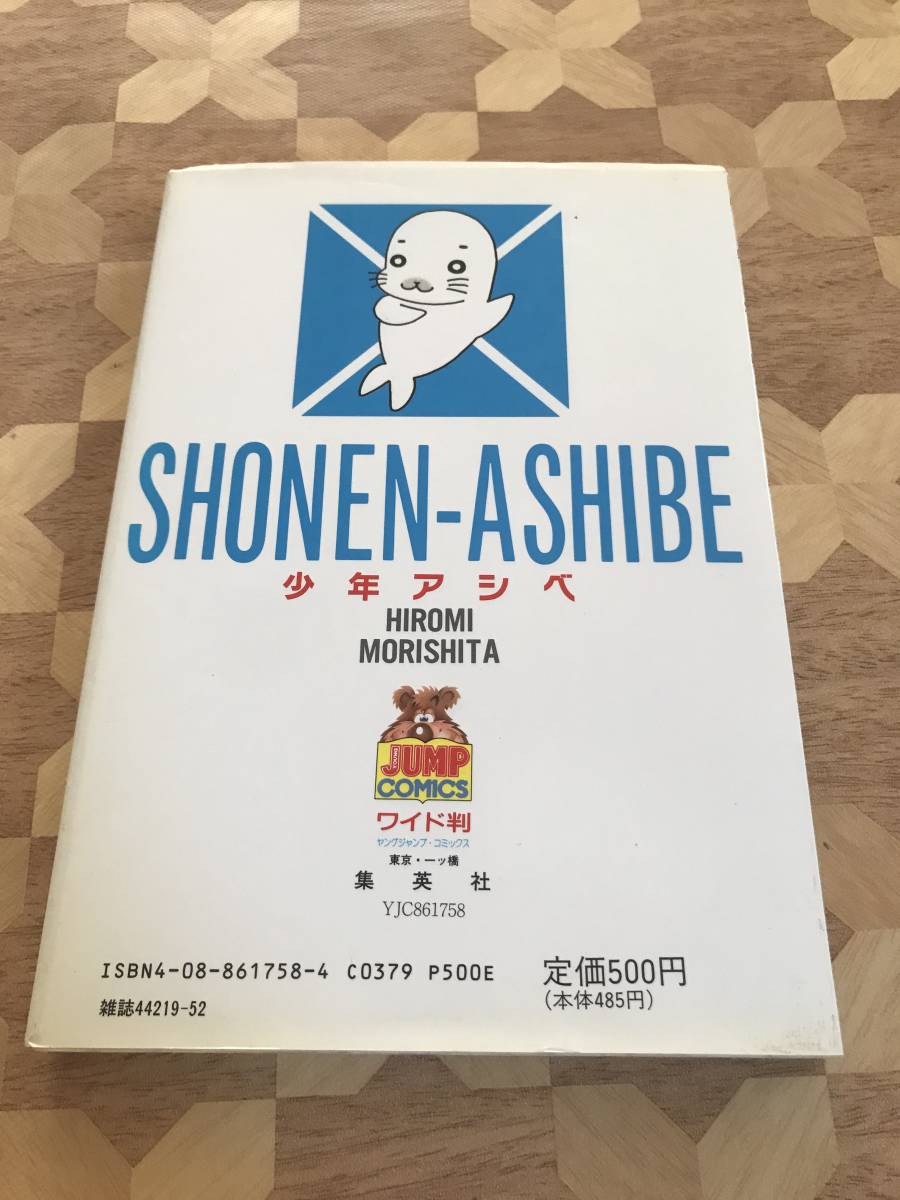 SHONEN-ASHIBE
少年アシベ
HIROMI
MORISHITA
YOUNG
JUMP
COMICS
ワイド判
ヤングジャンプ・コミックス
東京・一ッ橋
集英社
YJC861758
ISBN4-08-861758-4 C0379 P500E
定価500円
(本体485円)
雑誌44219-52